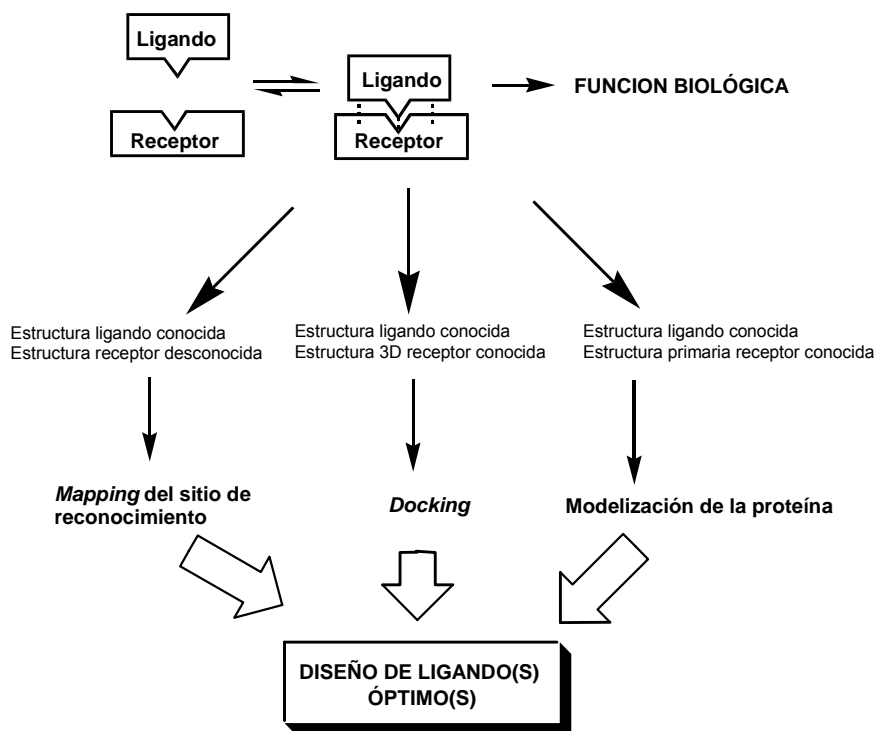 Ligando
Receptor
Ligando
Receptor
FUNCION BIOLÓGICA
Estructura ligando conocida
Estructura receptor desconocida
Estructura ligando conocida
Estructura 3D receptor conocida
Estructura ligando conocida
Estructura primaria receptor conocida
Mapping del sitio de
reconocimiento
Docking
Modelización de la proteína
DISEÑO DE LIGANDO(S)
ÓPTIMO(S)